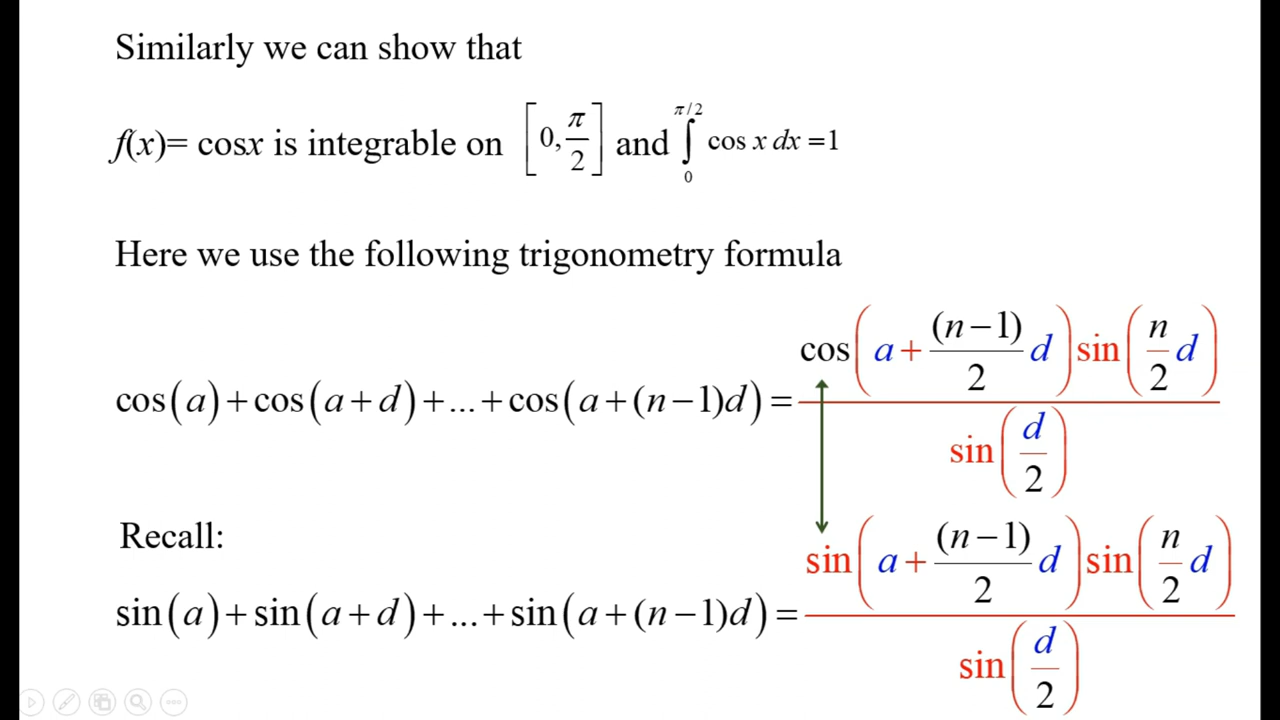 Similarly we can show that
f(x)= cosx is integrable on [0, π/2] and ∫₀^{π/2} cos x dx =1
Here we use the following trigonometry formula
cos(a)+cos(a+d)+...+cos(a+(n−1)d)= cos(a+(n−1)/2 d)sin(n/2 d) / sin(d/2)
Recall:
sin(a)+sin(a+d)+...+sin(a+(n−1)d)= sin(a+(n−1)/2 d)sin(n/2 d) / sin(d/2)